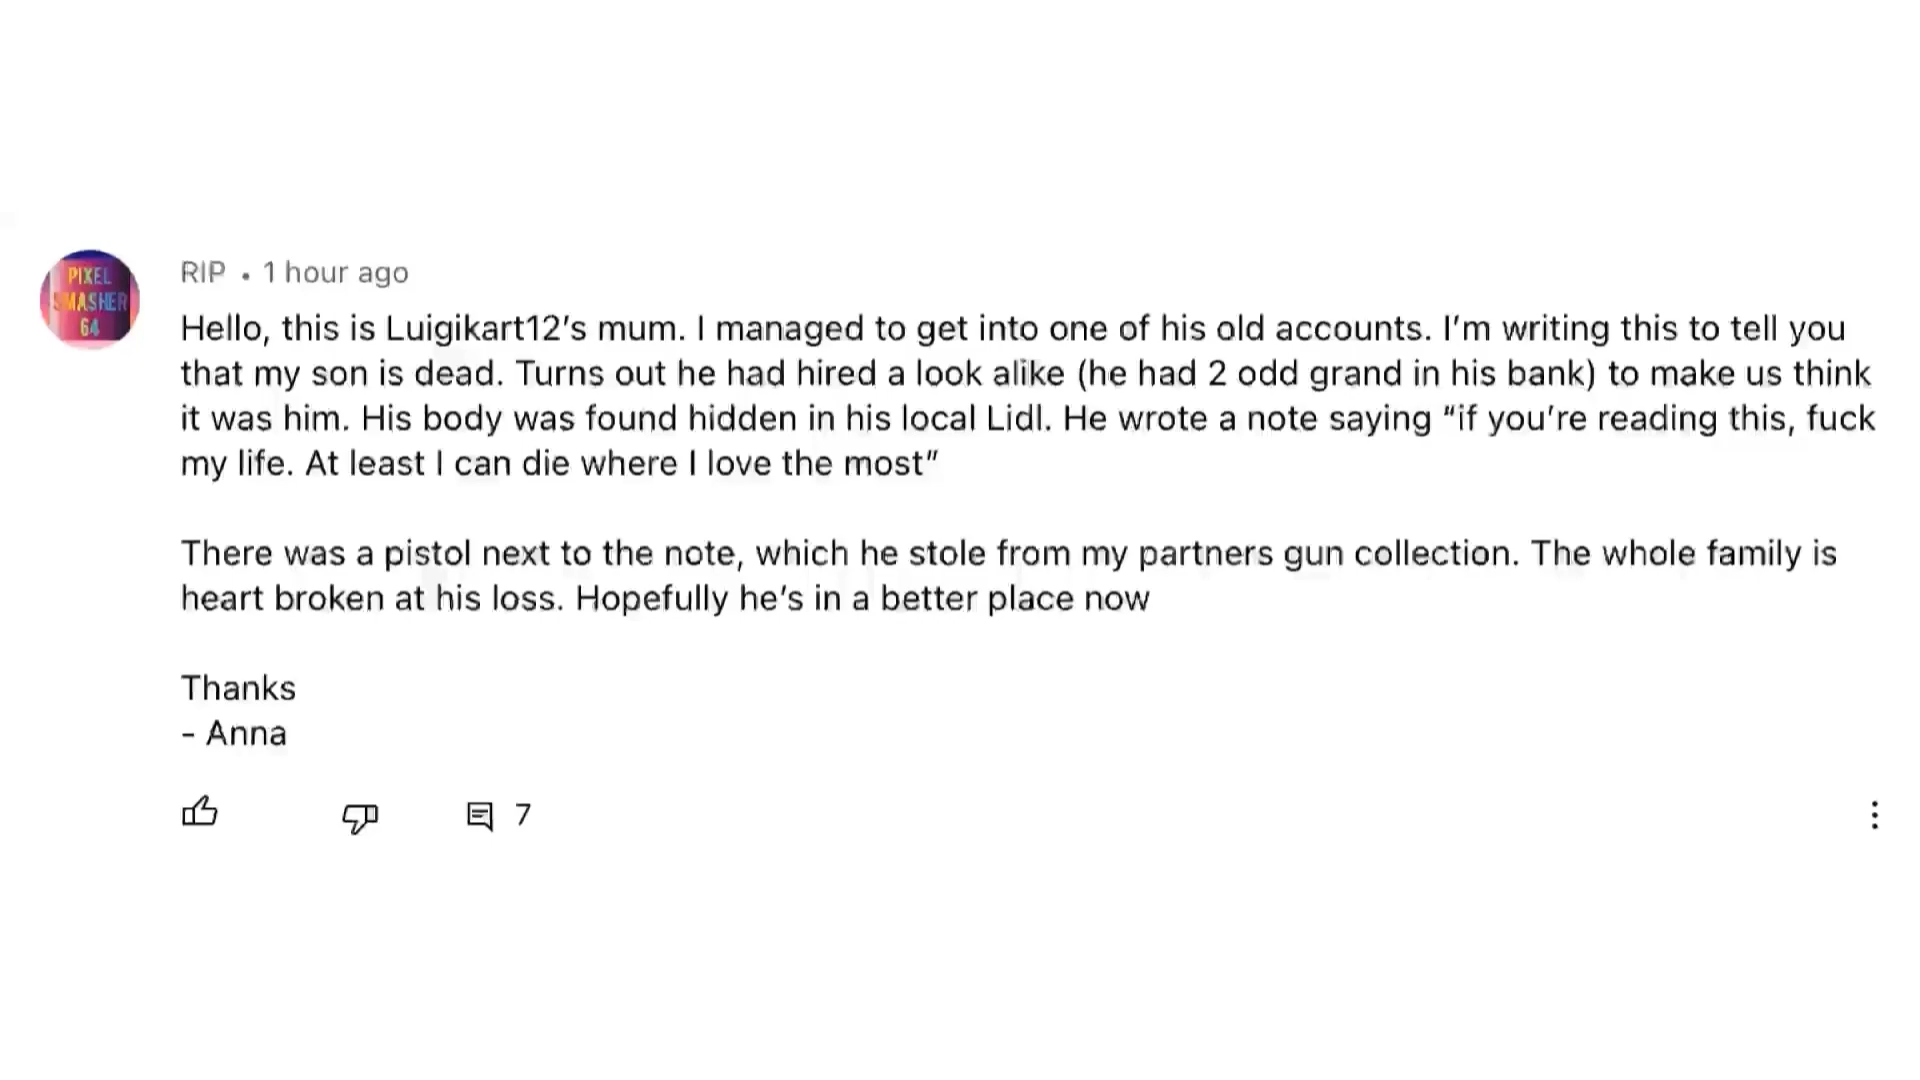 PIXEL
SMASHER
64
RIP • 1 hour ago
Hello, this is Luigikart12’s mum. I managed to get into one of his old accounts. I’m writing this to tell you
that my son is dead. Turns out he had hired a look alike (he had 2 odd grand in his bank) to make us think
it was him. His body was found hidden in his local Lidl. He wrote a note saying “if you’re reading this, fuck
my life. At least I can die where I love the most”
There was a pistol next to the note, which he stole from my partners gun collection. The whole family is
heart broken at his loss. Hopefully he’s in a better place now
Thanks
- Anna
7